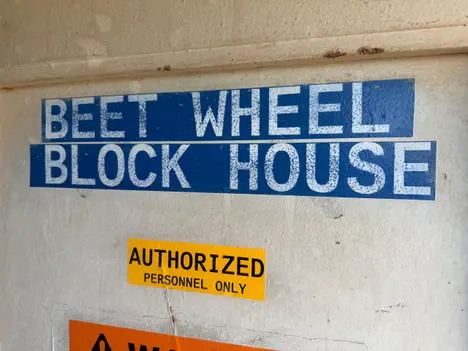 BEET WHEEL
BLOCK HOUSE
AUTHORIZED
PERSONNEL ONLY